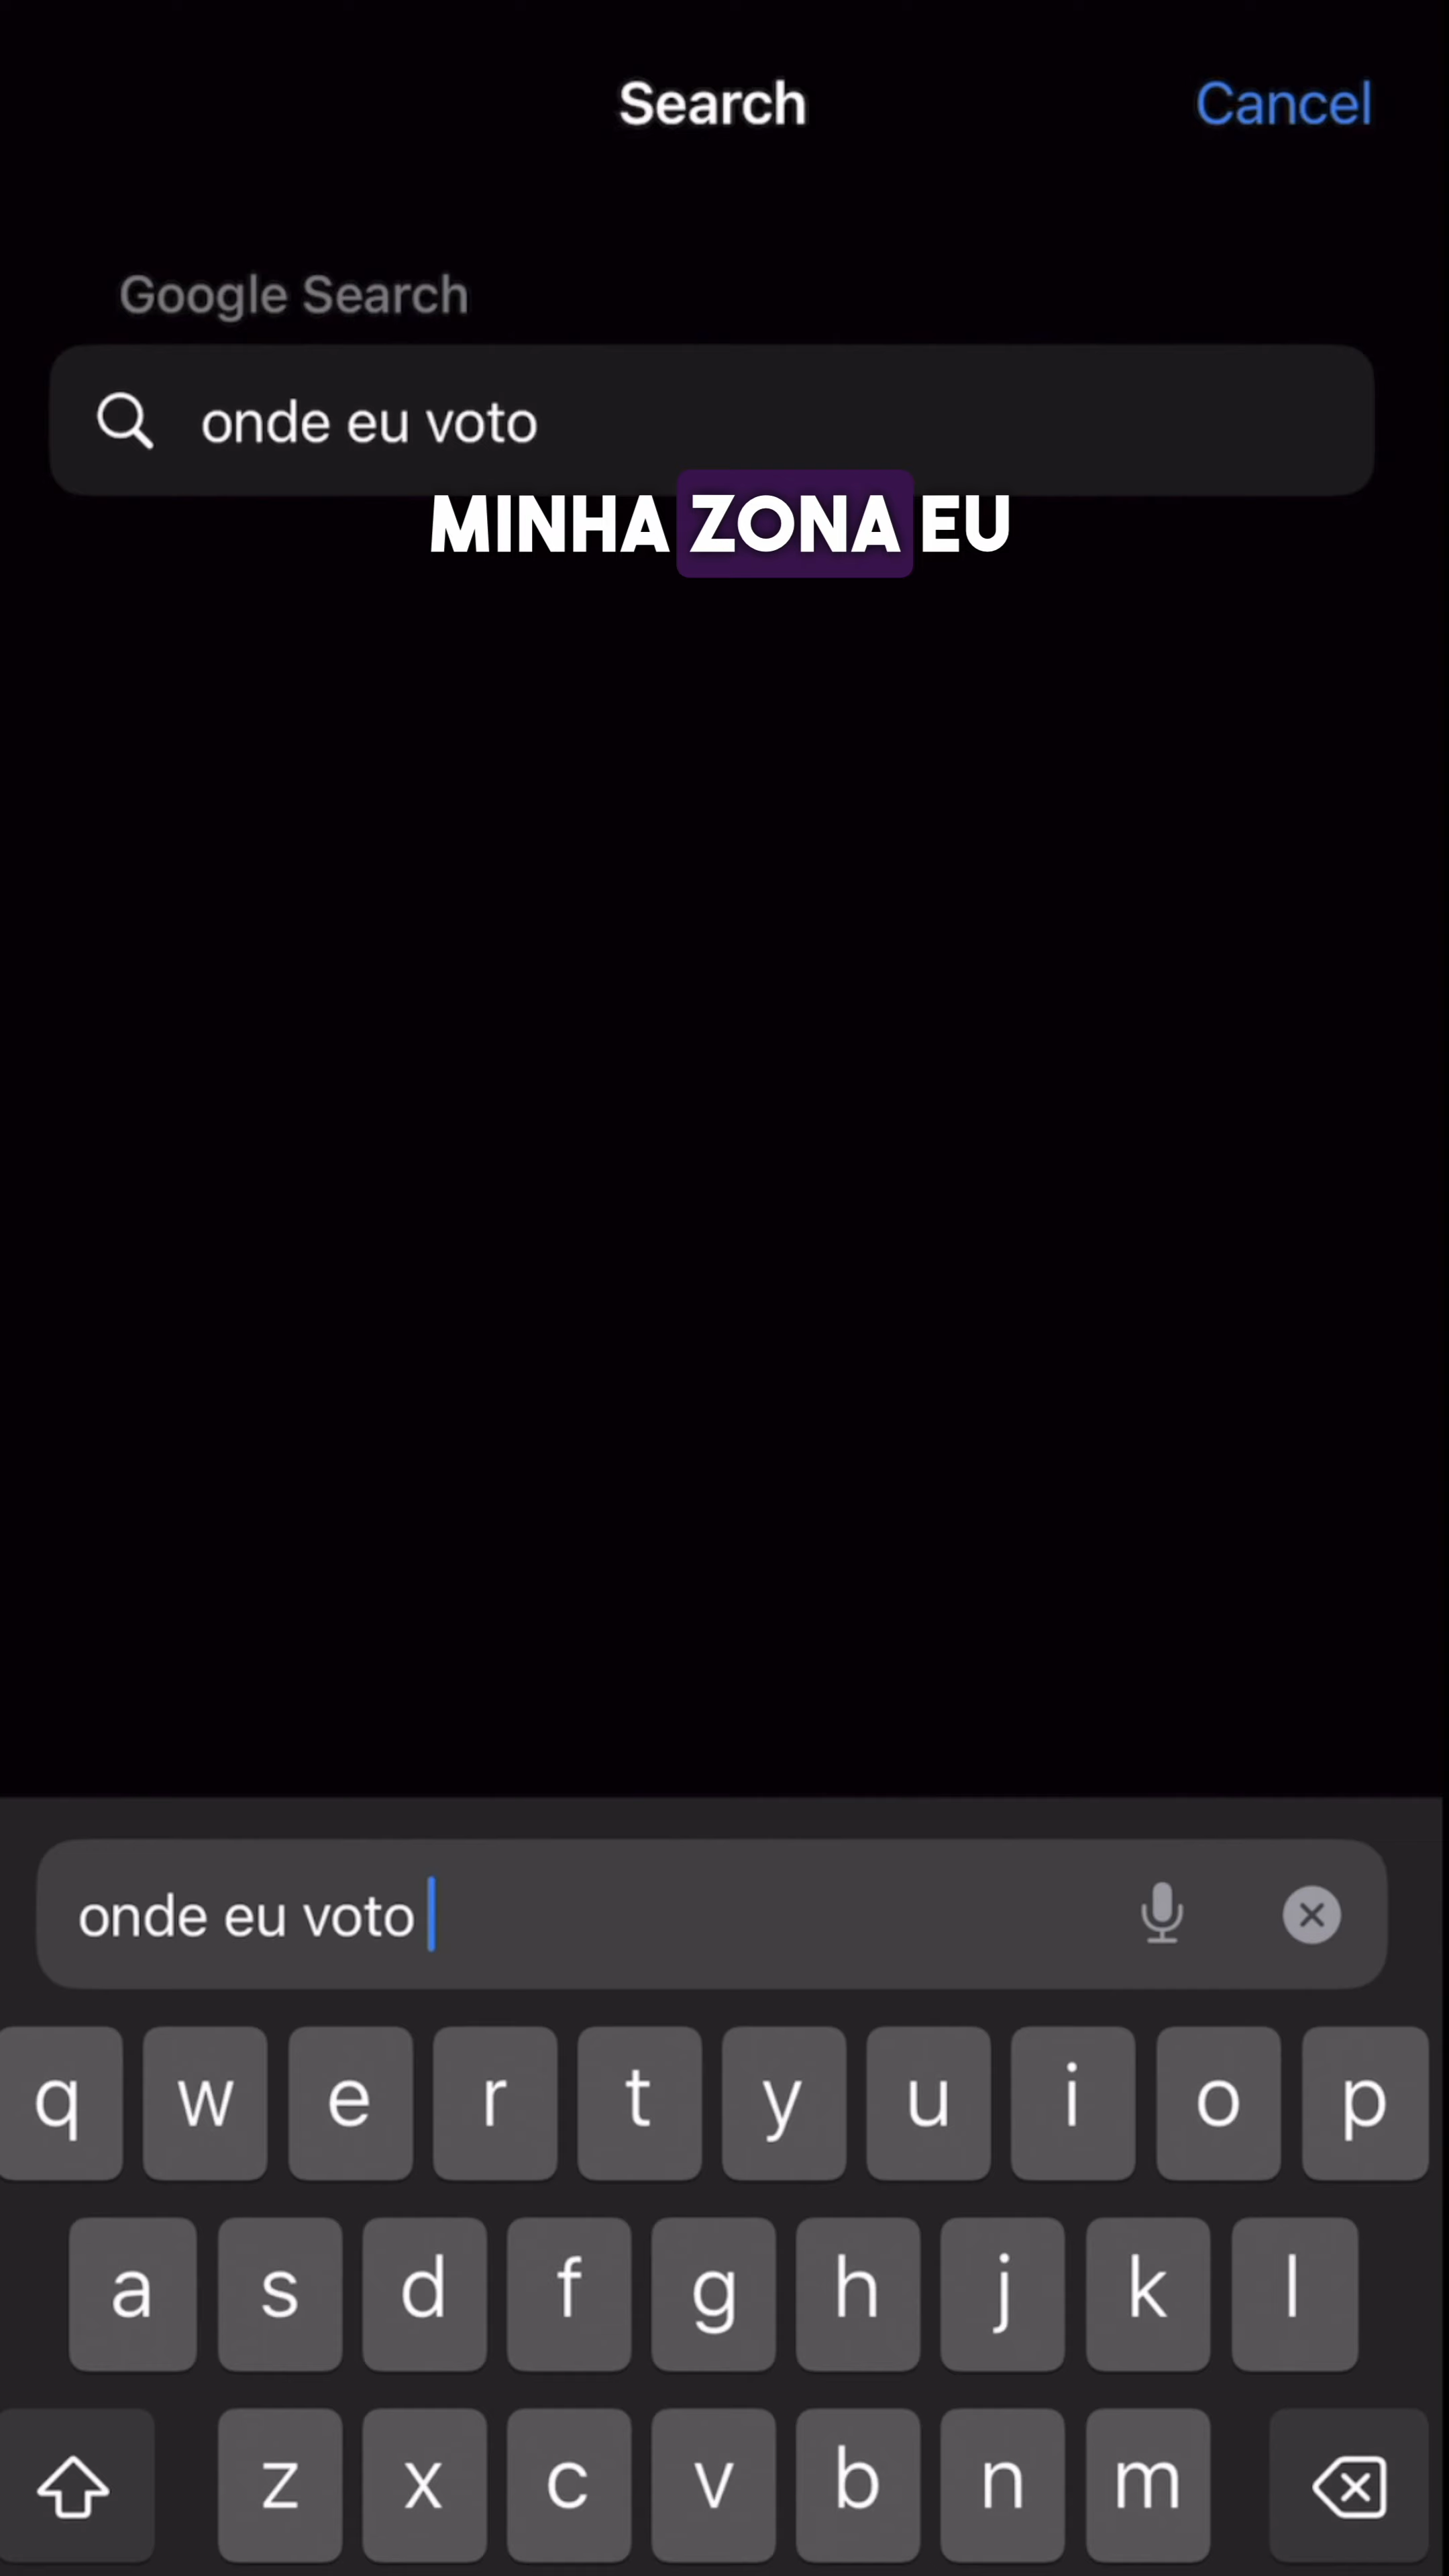 Search
Cancel
Google Search
onde eu voto
MINHA ZONA EU
onde eu voto
q w e r t y u i o p
a s d f g h j k l
z x c v b n m